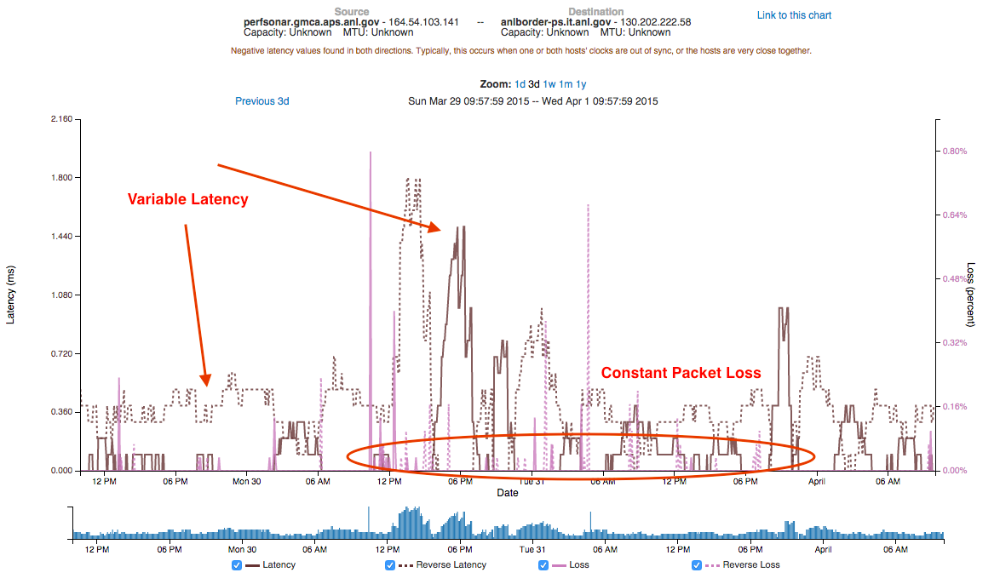 Source
Destination
perfsonar.gmca.aps.anl.gov - 164.54.103.141 -- anlborder-ps.it.anl.gov - 130.202.222.58
Link to this chart
Capacity: Unknown MTU: Unknown
Capacity: Unknown MTU: Unknown
Negative latency values found in both directions. Typically, this occurs when one or both hosts' clocks are out of sync, or the hosts are very close together.
Zoom: 1d 3d 1w 1m 1y
Previous 3d
Sun Mar 29 09:57:59 2015 -- Wed Apr 1 09:57:59 2015
2.160
1.800
1.440
1.080
0.720
0.360
0.000
Latency (ms)
Variable Latency
Constant Packet Loss
0.80%
0.64%
0.48%
0.32%
0.16%
0.00%
Loss (percent)
12 PM 06 PM Mon 30 06 AM 12 PM 06 PM Tue 31 06 AM 12 PM 06 PM April 06 AM
Date
12 PM 06 PM Mon 30 06 AM 12 PM 06 PM Tue 31 06 AM 12 PM 06 PM April 06 AM
Latency Reverse Latency Loss Reverse Loss